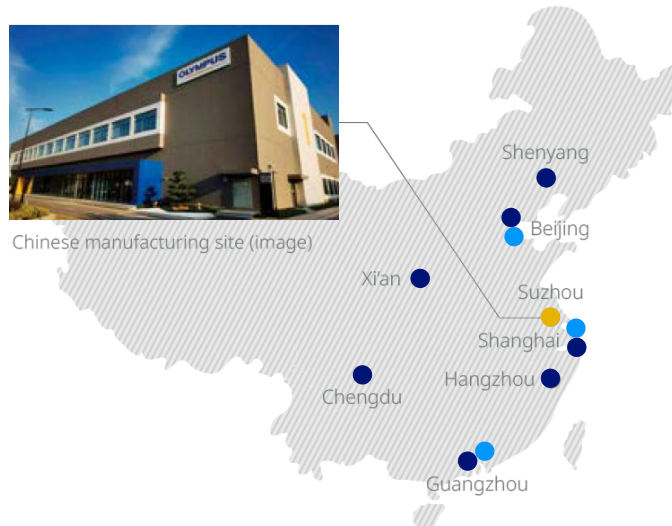 OLYMPUS
Chinese manufacturing site (image)
Shenyang
Beijing
Xi'an
Suzhou
Shanghai
Hangzhou
Chengdu
Guangzhou